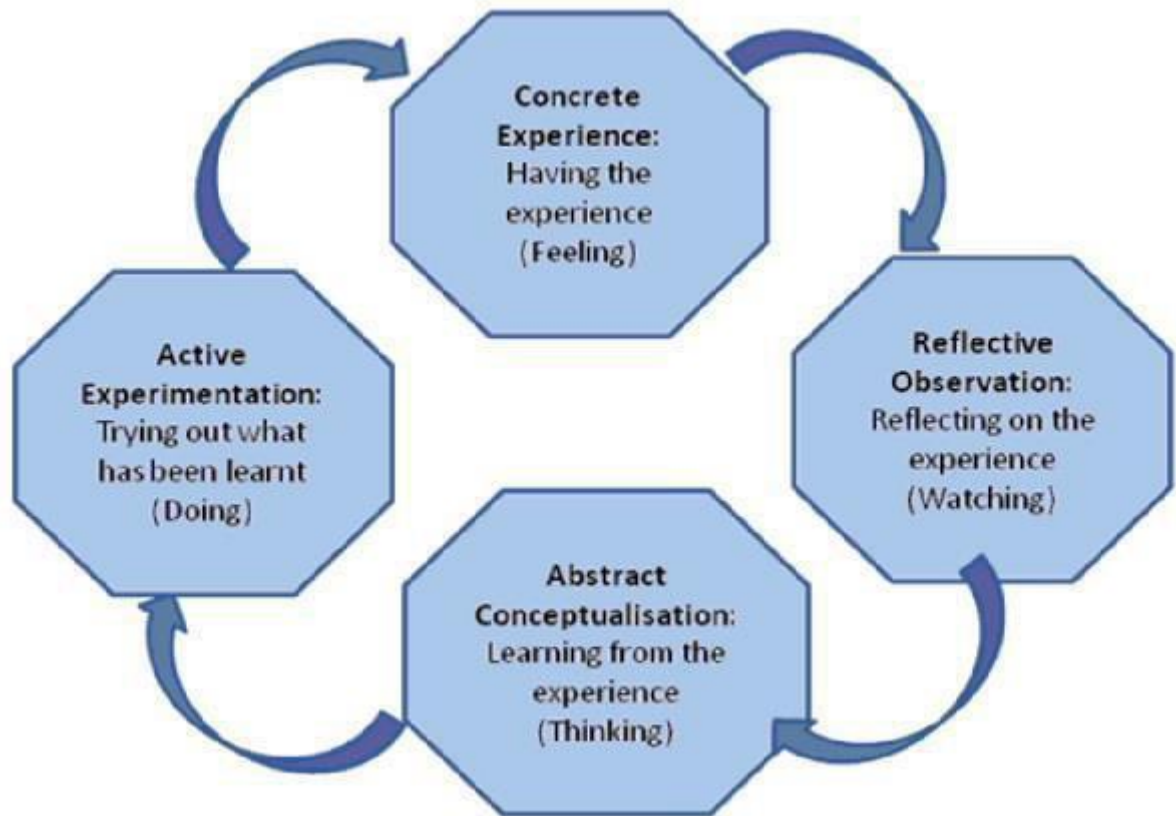 Concrete
Experience:
Having the
experience
(Feeling)
Reflective
Observation:
Reflecting on the
experience
(Watching)
Abstract
Conceptualisation:
Learning from the
experience
(Thinking)
Active
Experimentation:
Trying out what
has been learnt
(Doing)